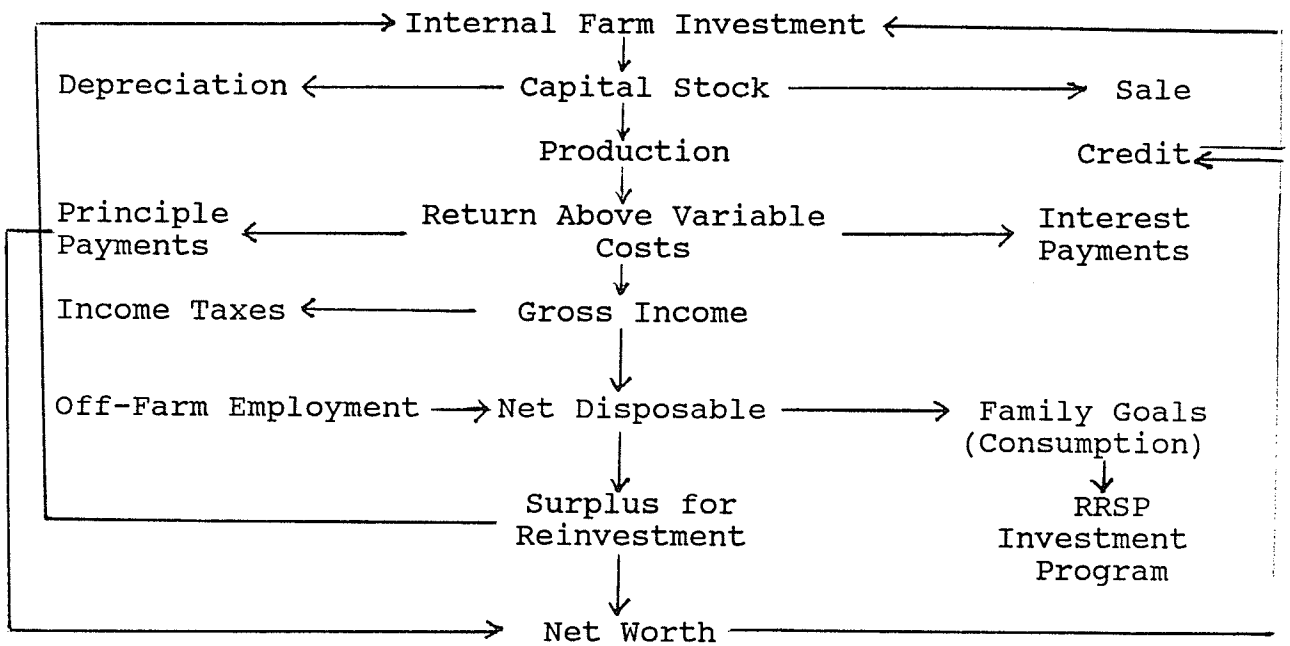 Internal Farm Investment
Depreciation
Capital Stock
Sale
Production
Credit
Principle
Payments
Return Above Variable
Costs
Interest
Payments
Income Taxes
Gross Income
Off-Farm Employment
Net Disposable
Family Goals
(Consumption)
Surplus for
Reinvestment
RRSP
Investment
Program
Net Worth